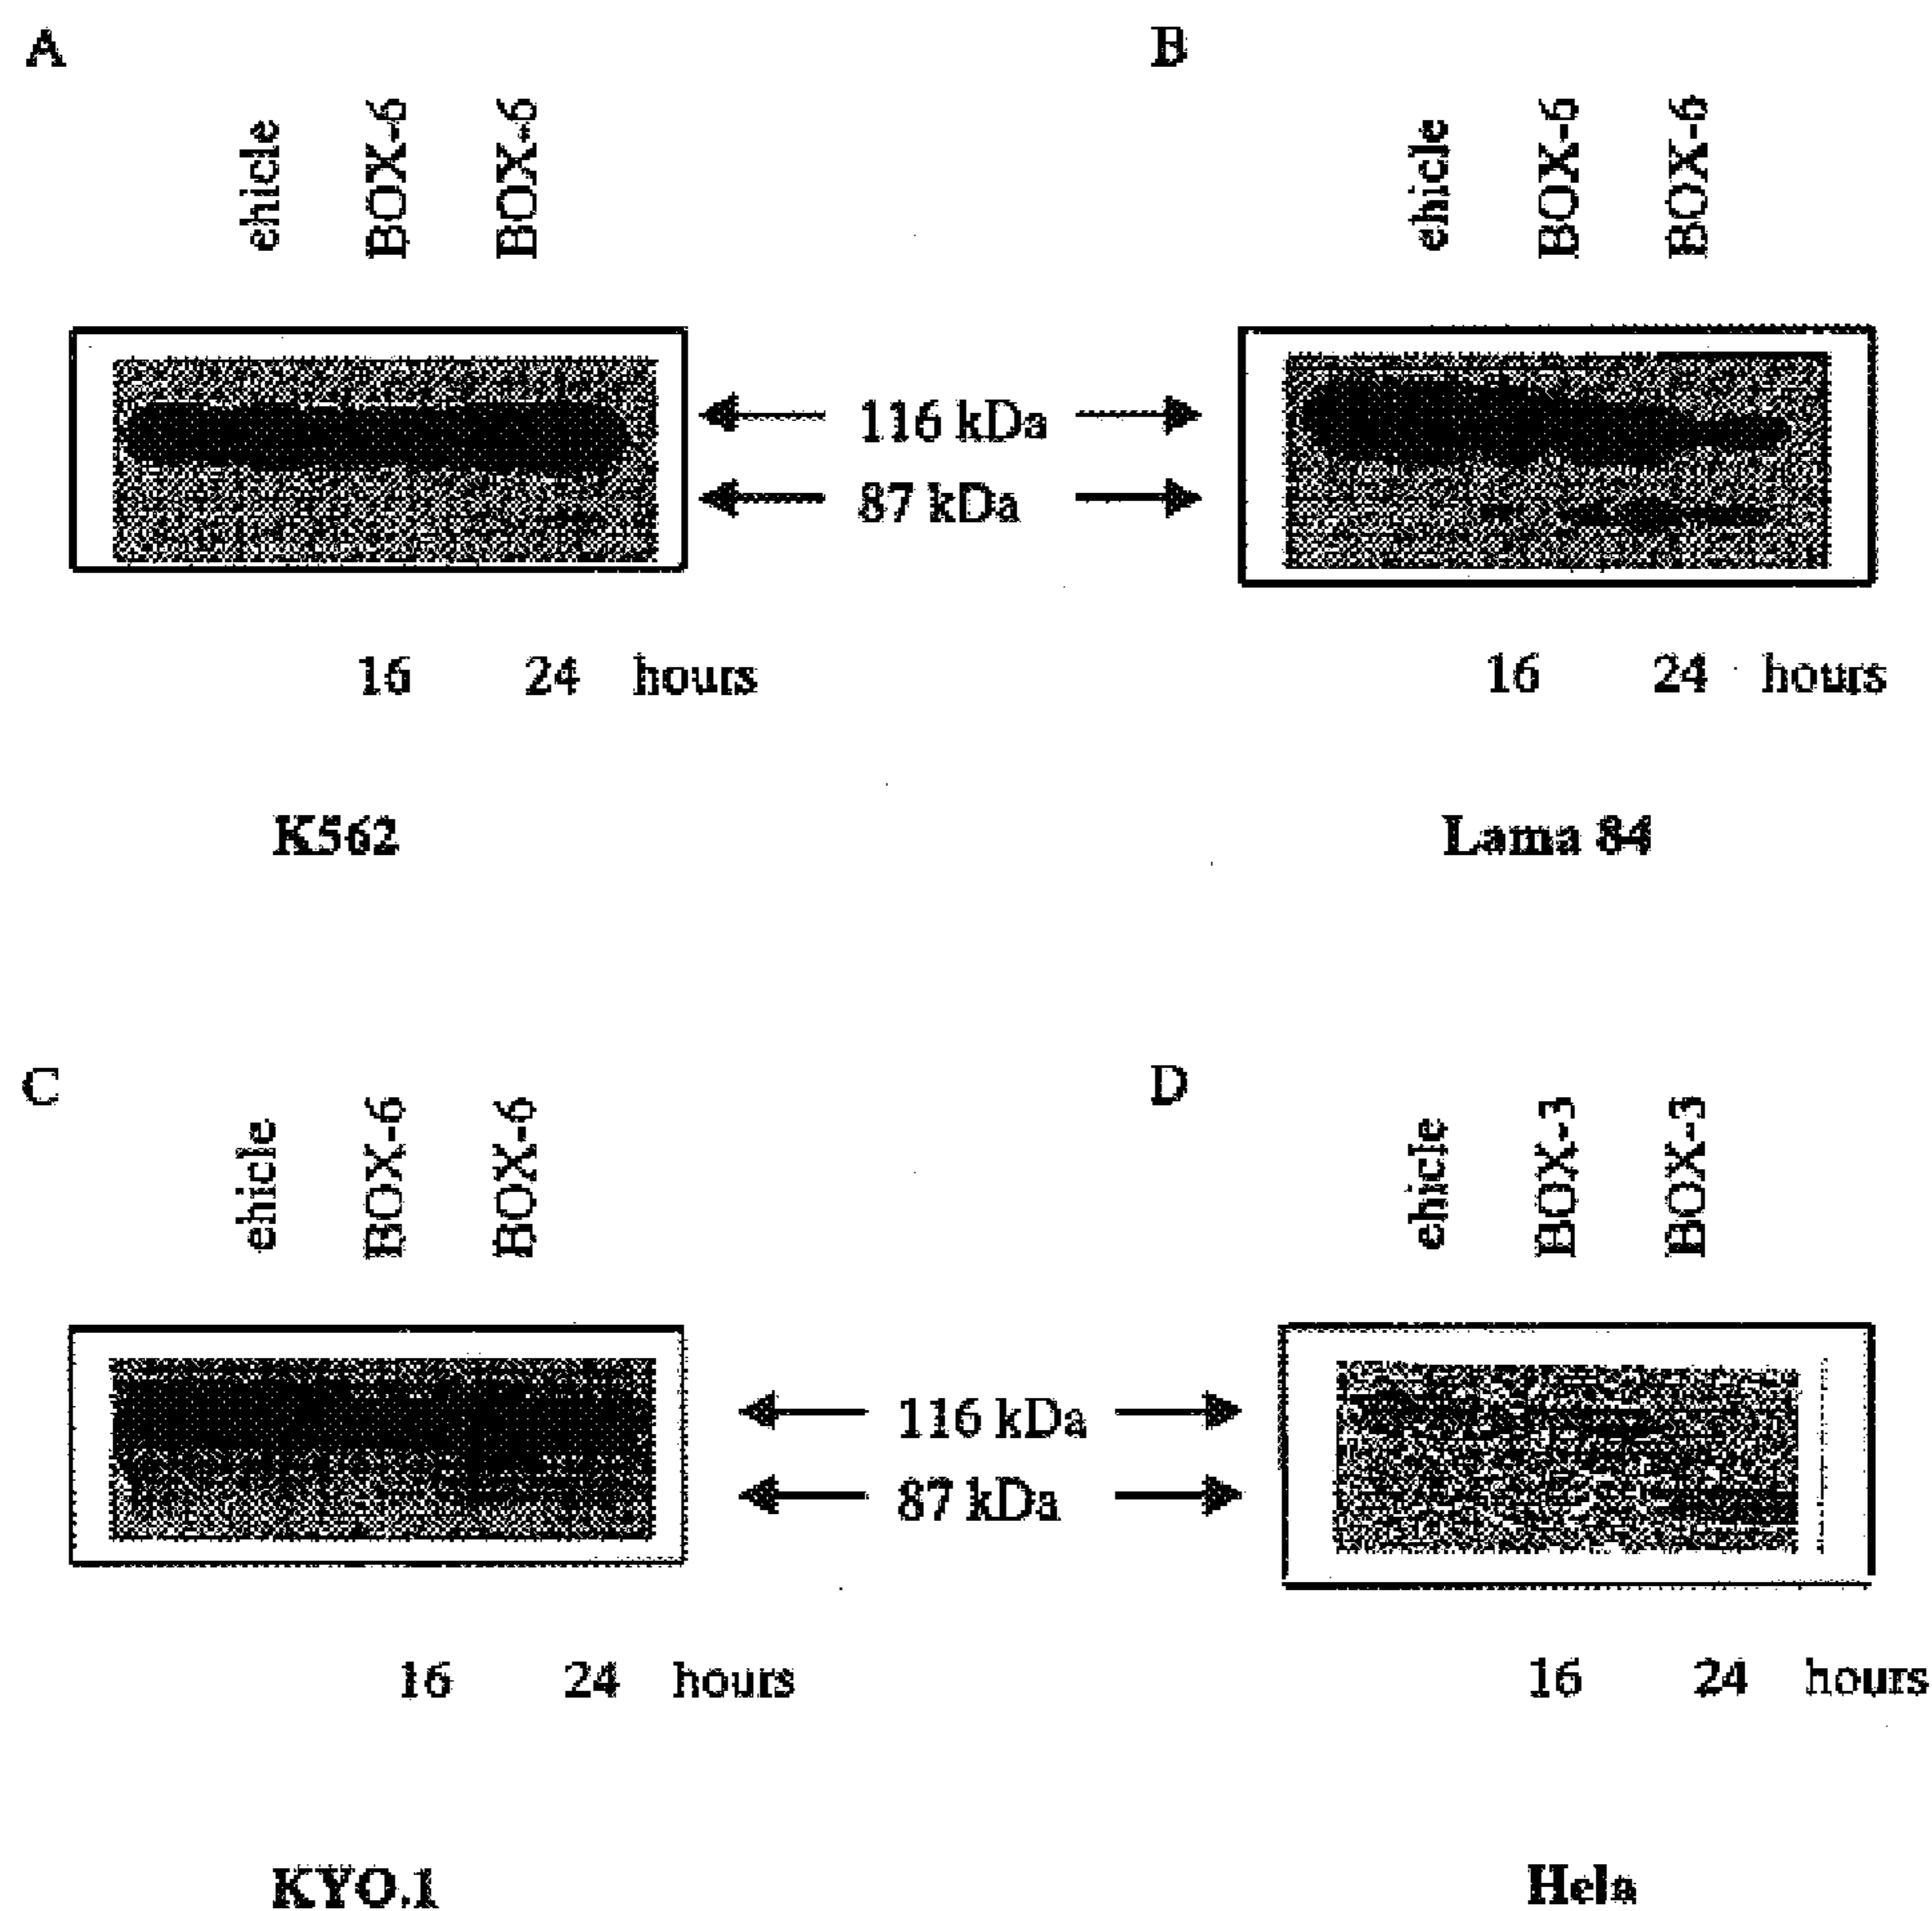 A B
ehicle BOX-6 BOX-6 ehicle BOX-6 BOX-6
116 kDa
87 kDa
16 24 hours 16 24 hours
K562 Lama 84
C D
ehicle BOX-6 BOX-6 ehicle BOX-3 BOX-3
116 kDa
87 kDa
16 24 hours 16 24 hours
KYO.1 Hela